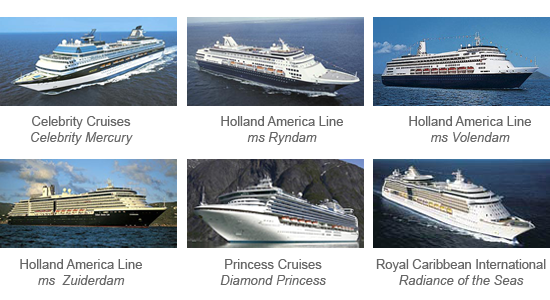 Celebrity Cruises
Celebrity Mercury
Holland America Line
ms Ryndam
Holland America Line
ms Volendam
Holland America Line
ms Zuiderdam
Princess Cruises
Diamond Princess
Royal Caribbean International
Radiance of the Seas